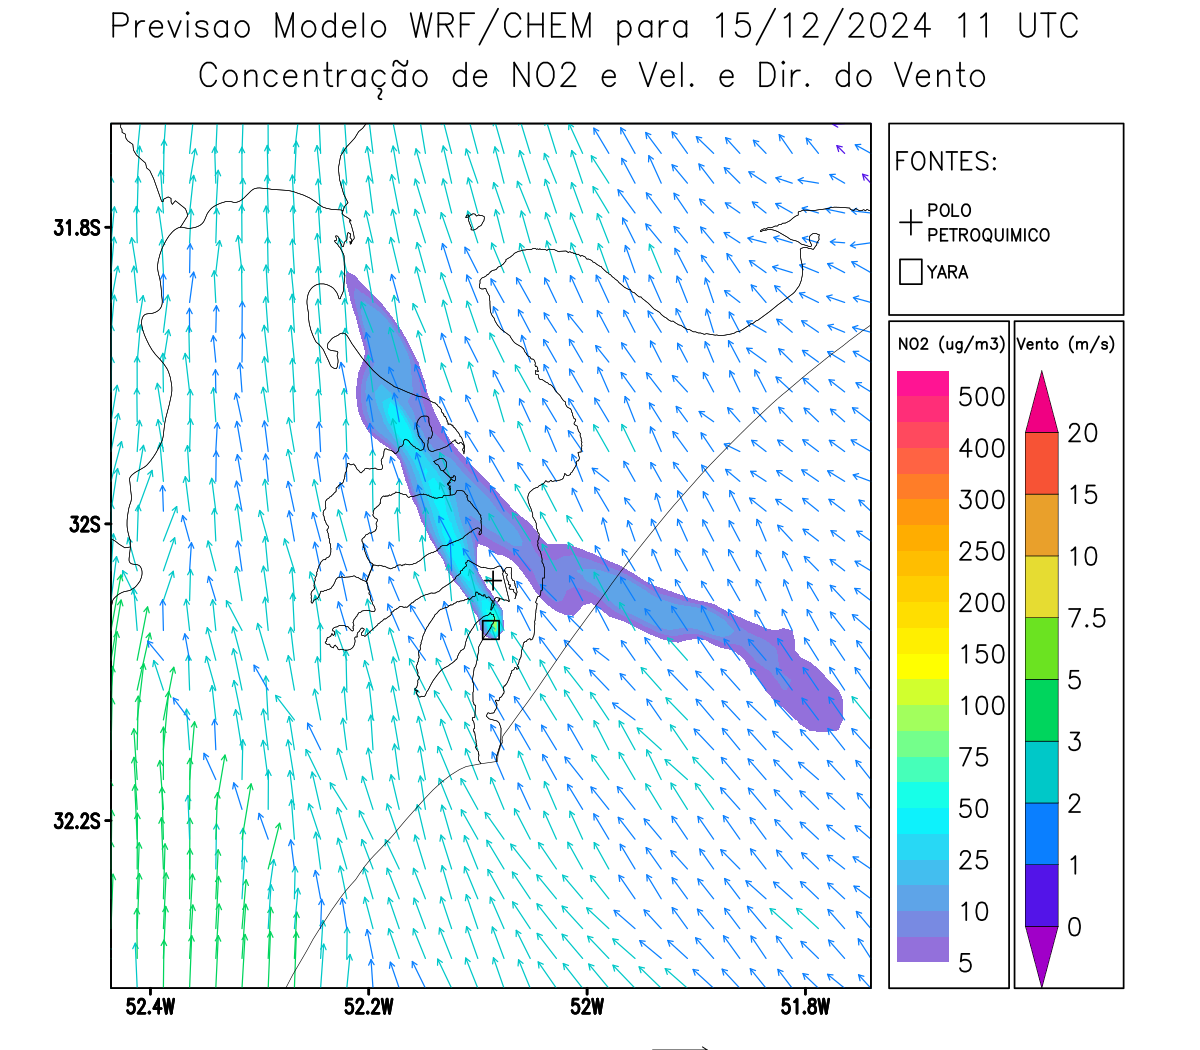 Previsao Modelo WRF/CHEM para 15/12/2024 11 UTC
Concentração de NO2 e Vel. e Dir. do Vento
FONTES:
POLO
PETROQUIMICO
YARA
NO2 (ug/m3)
500
400
300
250
200
150
100
75
50
25
10
5
Vento (m/s)
20
15
10
7.5
5
3
2
1
0
31.8S
32S
32.2S
52.4W
52.2W
52W
51.8W